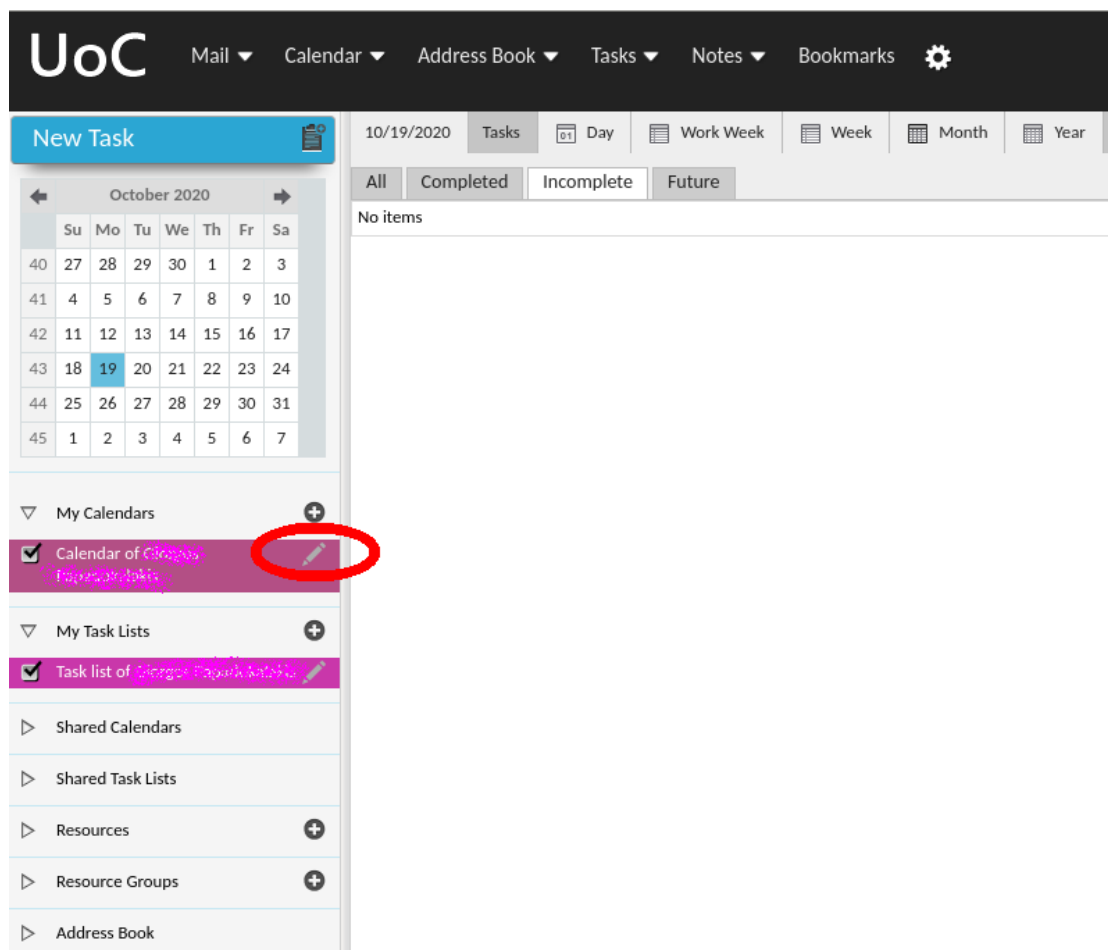 UoC Mail Calendar Address Book Tasks Notes Bookmarks
New Task
10/19/2020 Tasks 01 Day Work Week Week Month Year
All Completed Incomplete Future
No items
October 2020
Su Mo Tu We Th Fr Sa
40 27 28 29 30 1 2 3
41 4 5 6 7 8 9 10
42 11 12 13 14 15 16 17
43 18 19 20 21 22 23 24
44 25 26 27 28 29 30 31
45 1 2 3 4 5 6 7
My Calendars
Calendar of
My Task Lists
Task list of
Shared Calendars
Shared Task Lists
Resources
Resource Groups
Address Book